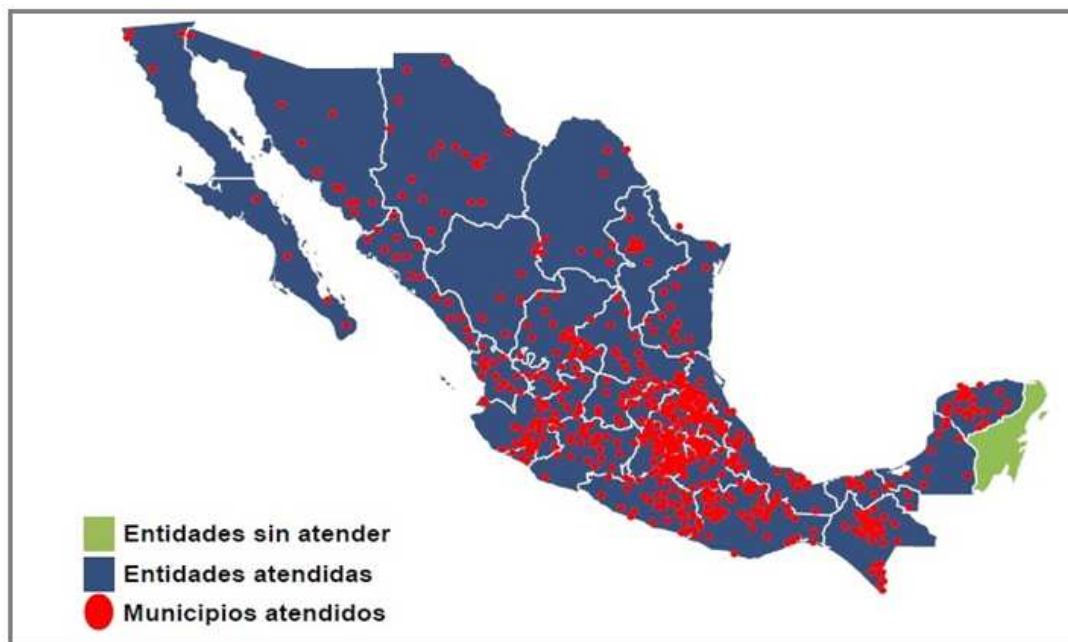 Entidades sin atender
Entidades atendidas
Municipios atendidos